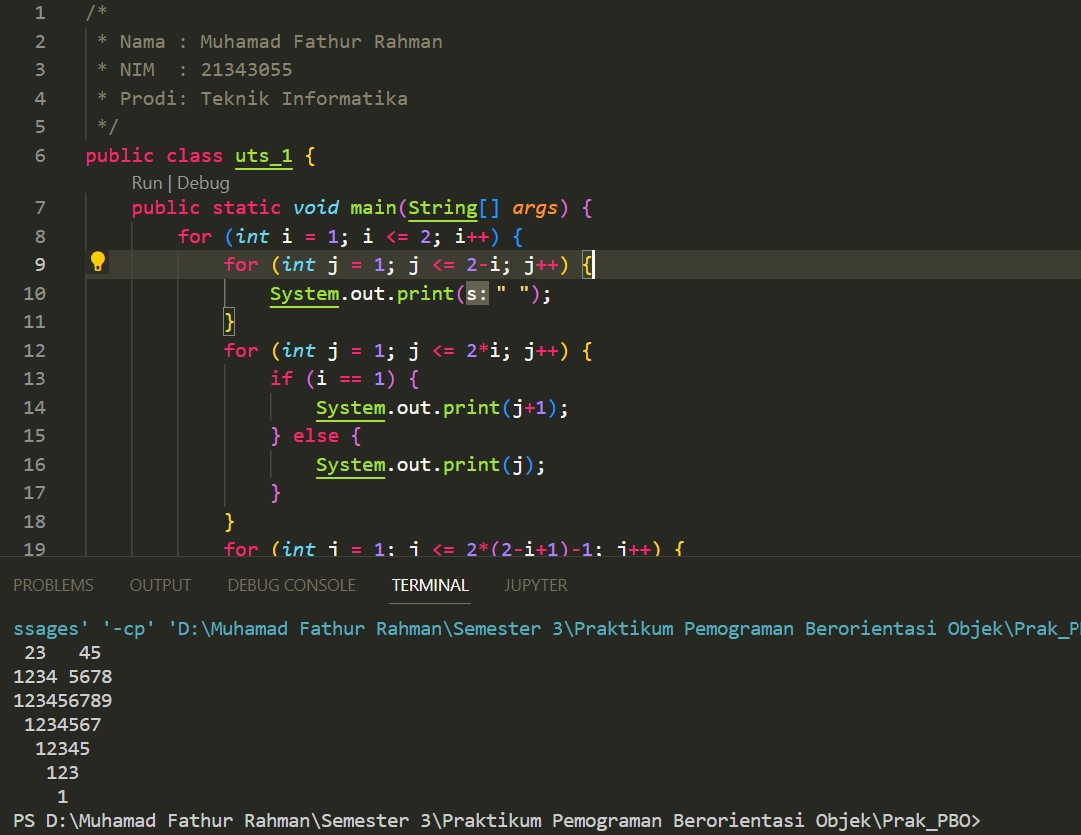 1 /*
2 * Nama : Muhamad Fathur Rahman
3 * NIM  : 21343055
4 * Prodi: Teknik Informatika
5 */
6 public class uts_1 {
Run | Debug
7     public static void main(String[] args) {
8         for (int i = 1; i <= 2; i++) {
9             for (int j = 1; j <= 2-i; j++) {
10                 System.out.print(s: " ");
11             }
12             for (int j = 1; j <= 2*i; j++) {
13                 if (i == 1) {
14                     System.out.print(j+1);
15                 } else {
16                     System.out.print(j);
17                 }
18             }
19             for (int j = 1; j <= 2*(2-i+1)-1; j++) {
PROBLEMS OUTPUT DEBUG CONSOLE TERMINAL JUPYTER
ssages' '-cp' 'D:\Muhamad Fathur Rahman\Semester 3\Praktikum Pemograman Berorientasi Objek\Prak_P
 23   45
1234 5678
123456789
 1234567
  12345
   123
    1
PS D:\Muhamad Fathur Rahman\Semester 3\Praktikum Pemograman Berorientasi Objek\Prak_PBO>